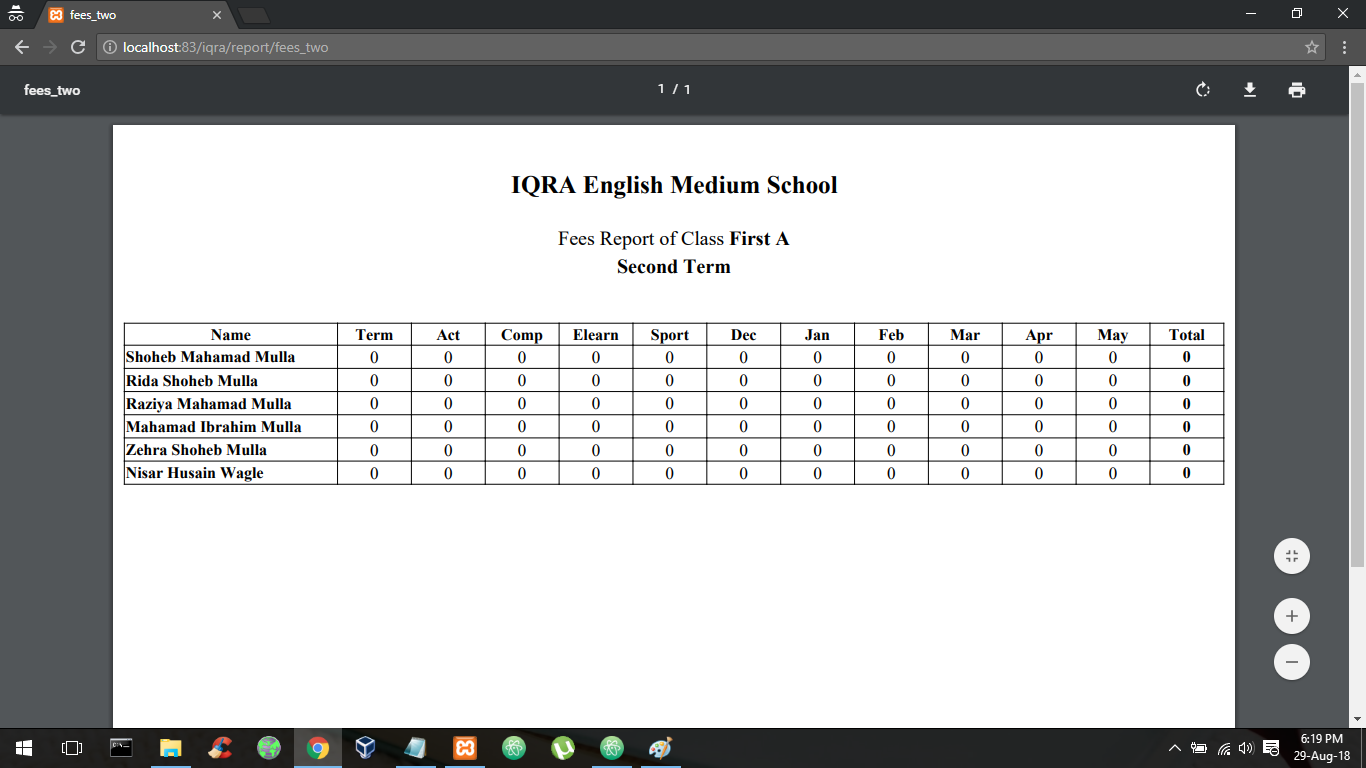 fees_two
localhost:83/iqra/report/fees_two
fees_two 1 / 1
IQRA English Medium School
Fees Report of Class First A
Second Term
Name Term Act Comp Elearn Sport Dec Jan Feb Mar Apr May Total
Shoheb Mahamad Mulla 0 0 0 0 0 0 0 0 0 0 0 0
Rida Shoheb Mulla 0 0 0 0 0 0 0 0 0 0 0 0
Raziya Mahamad Mulla 0 0 0 0 0 0 0 0 0 0 0 0
Mahamad Ibrahim Mulla 0 0 0 0 0 0 0 0 0 0 0 0
Zehra Shoheb Mulla 0 0 0 0 0 0 0 0 0 0 0 0
Nisar Husain Wagle 0 0 0 0 0 0 0 0 0 0 0 0
6:19 PM
29-Aug-18